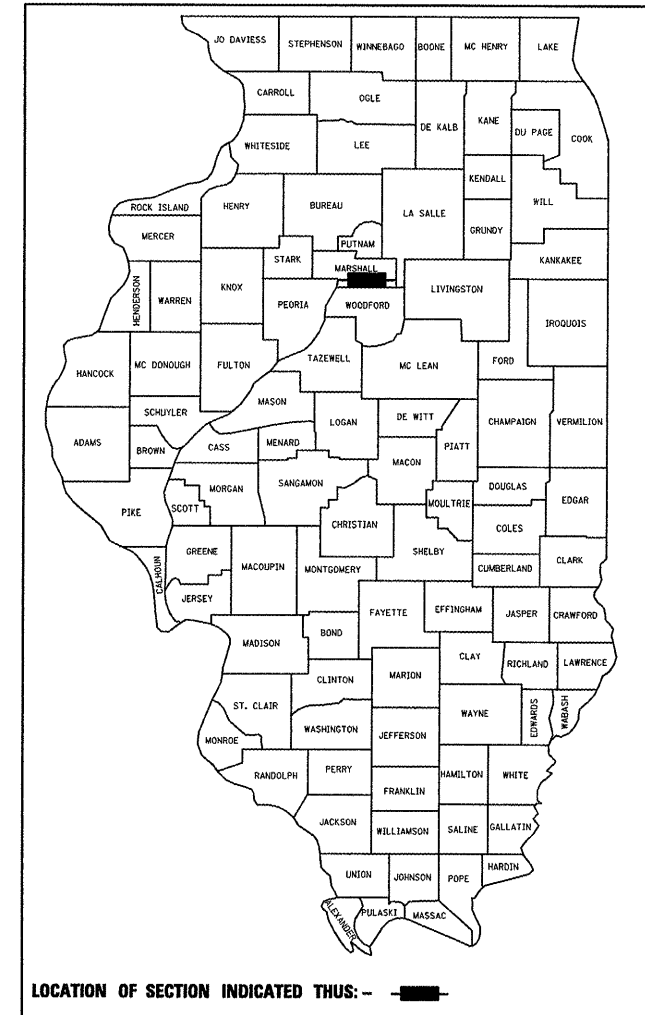 JO DAVIESS STEPHENSON WINNEBAGO BOONE MC HENRY LAKE
CARROLL OGLE DE KALB KANE DU PAGE COOK
WHITESIDE LEE
KENDALL
ROCK ISLAND HENRY BUREAU LA SALLE GRUNDY WILL
MERCER STARK PUTNAM KANKAKEE
MARSHALL
HENDERSON WARREN KNOX PEORIA WOODFORD LIVINGSTON IROQUOIS
HANCOCK MC DONOUGH FULTON TAZEWELL MC LEAN FORD
SCHUYLER MASON LOGAN DE WITT CHAMPAIGN VERMILION
ADAMS BROWN CASS MENARD PIATT
MACON
PIKE SCOTT MORGAN SANGAMON MOULTRIE DOUGLAS EDGAR
CHRISTIAN COLES
GREENE MACOUPIN MONTGOMERY SHELBY CUMBERLAND CLARK
CALHOUN JERSEY
FAYETTE EFFINGHAM JASPER CRAWFORD
MADISON BOND
CLAY RICHLAND LAWRENCE
CLINTON MARION
ST. CLAIR WAYNE EDWARDS WABASH
WASHINGTON JEFFERSON
MONROE
RANDOLPH PERRY HAMILTON WHITE
FRANKLIN
JACKSON WILLIAMSON SALINE GALLATIN
UNION JOHNSON POPE HARDIN
ALEXANDER PULASKI MASSAC
LOCATION OF SECTION INDICATED THUS: -